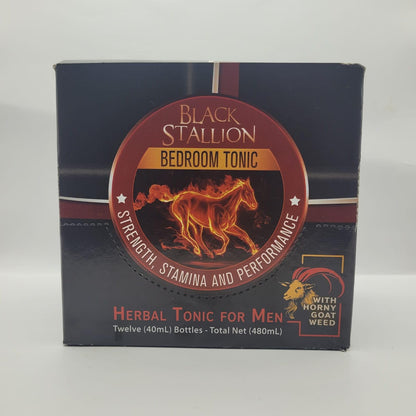 BLACK
STALLION
BEDROOM TONIC
STRENGTH, STAMINA AND PERFORMANCE
WITH
HORNY
GOAT
WEED
HERBAL TONIC FOR MEN
Twelve (40mL) Bottles - Total Net (480mL)